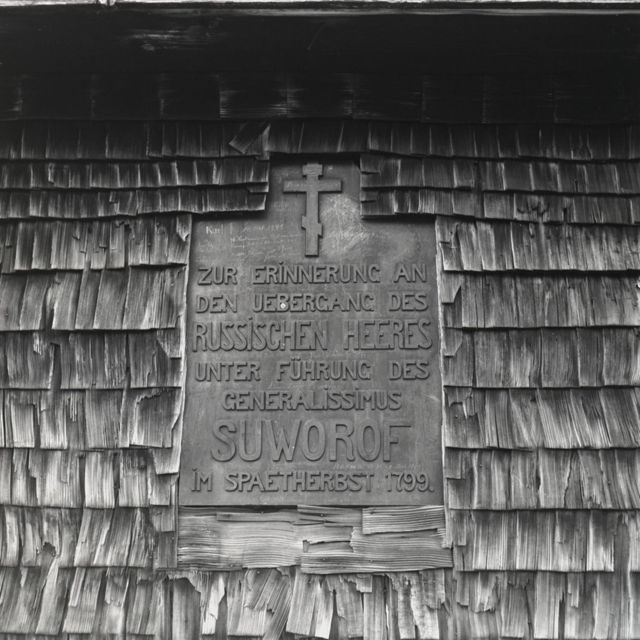 ZUR ERINNERUNG AN
DEN UEBERGANG DES
RUSSISCHEN HEERES
UNTER FÜHRUNG DES
GENERALISSIMUS
SUWOROF
IM SPAETHERBST 1799.